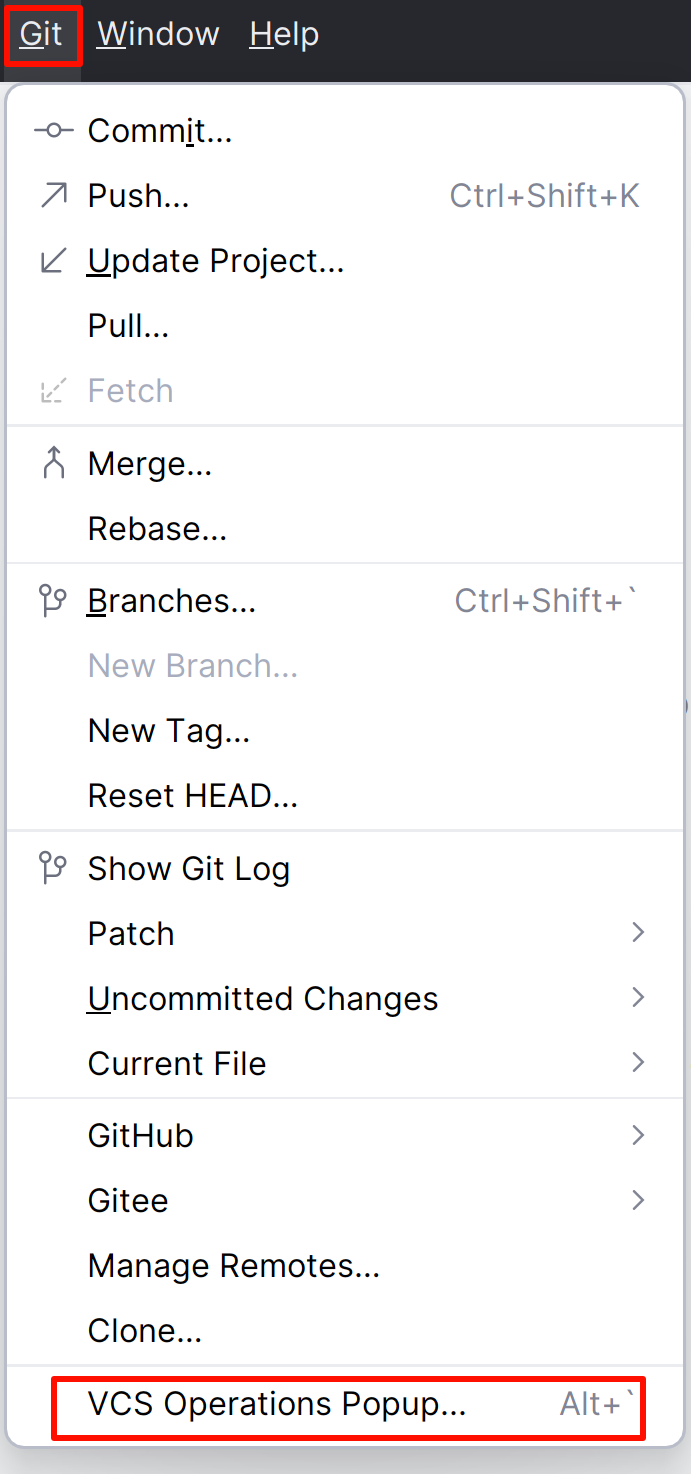 Git Window Help
Commit...
Push... Ctrl+Shift+K
Update Project...
Pull...
Fetch
Merge...
Rebase...
Branches... Ctrl+Shift+`
New Branch...
New Tag...
Reset HEAD...
Show Git Log
Patch
Uncommitted Changes
Current File
GitHub
Gitee
Manage Remotes...
Clone...
VCS Operations Popup... Alt+`